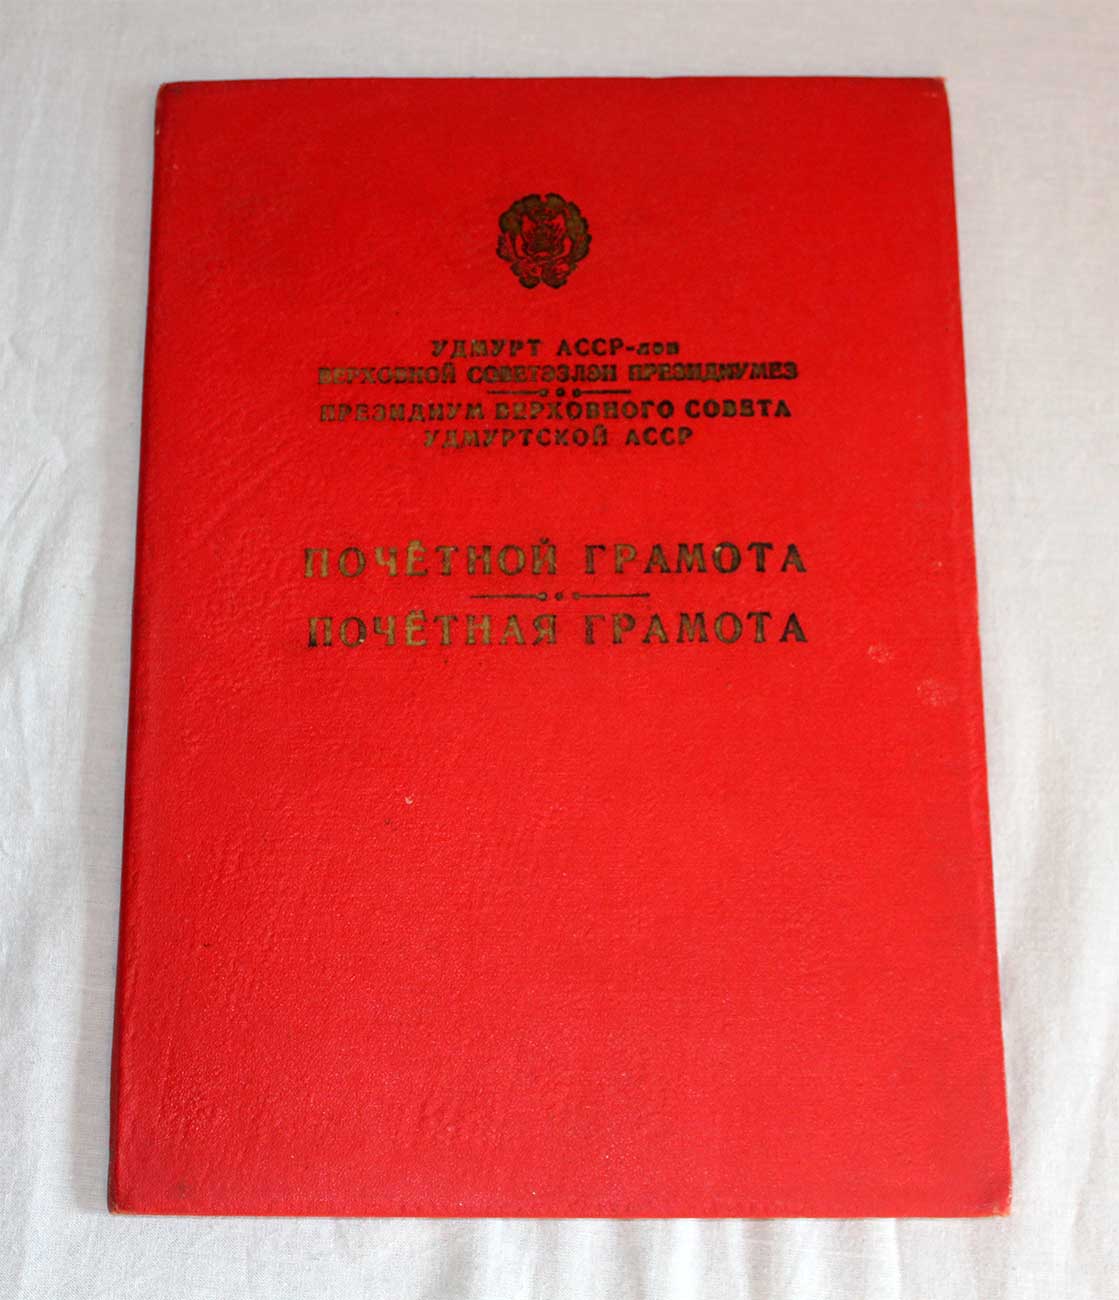 УДМУРТ АССР-лэн
ВЕРХОВНОЙ СОВЕТЭЗЛЭН ПРЕЗИДИУМЕЗ
ПРЕЗИДИУМ ВЕРХОВНОГО СОВЕТА
УДМУРТСКОЙ АССР
ПОЧЁТНОЙ ГРАМОТА
ПОЧЁТНАЯ ГРАМОТА